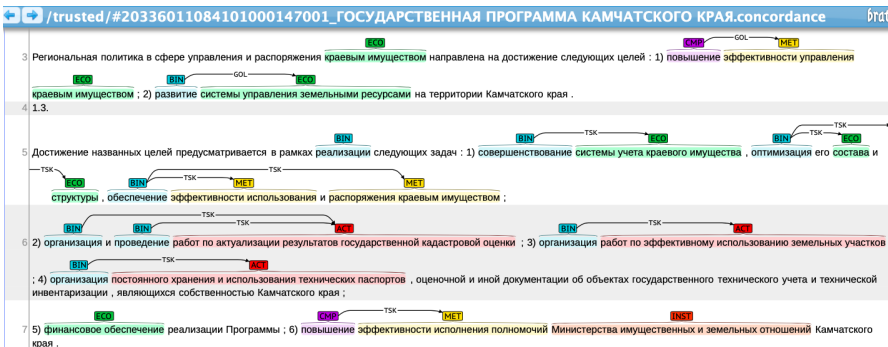 /trusted/#20336011084101000147001_ГОСУДАРСТВЕННАЯ ПРОГРАММА КАМЧАТСКОГО КРАЯ.concordance brat
ECO CMP GOL MET
3 Региональная политика в сфере управления и распоряжения краевым имуществом направлена на достижение следующих целей : 1) повышение эффективности управления
ECO BIN GOL ECO
краевым имуществом ; 2) развитие системы управления земельными ресурсами на территории Камчатского края .
4 1.3.
TSK
BIN BIN TSK ECO BIN TSK ECO
5 Достижение названных целей предусматривается в рамках реализации следующих задач : 1) совершенствование системы учета краевого имущества , оптимизация его состава и
TSK TSK
ECO BIN TSK MET MET
структуры , обеспечение эффективности использования и распоряжения краевым имуществом ;
TSK
BIN BIN TSK ACT BIN TSK ACT
6 2) организация и проведение работ по актуализации результатов государственной кадастровой оценки ; 3) организация работ по эффективному использованию земельных участков
BIN TSK ACT
; 4) организация постоянного хранения и использования технических паспортов , оценочной и иной документации об объектах государственного технического учета и технической
инвентаризации , являющихся собственностью Камчатского края ;
ECO CMP TSK MET INST
7 5) финансовое обеспечение реализации Программы ; 6) повышение эффективности исполнения полномочий Министерства имущественных и земельных отношений Камчатского
края .